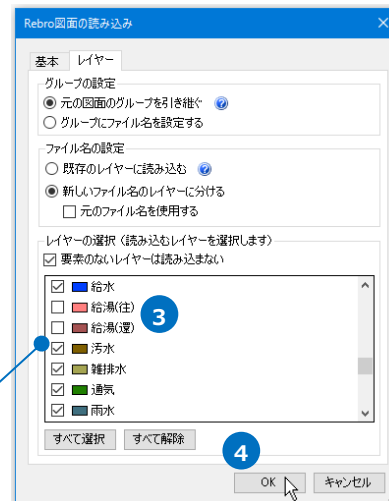 Rebro図面の読み込み
基本 レイヤー
グループの設定
元の図面のグループを引き継ぐ ?
グループにファイル名を設定する
ファイル名の設定
既存のレイヤーに読み込む ?
新しいファイル名のレイヤーに分ける
元のファイル名を使用する
レイヤーの選択（読み込むレイヤーを選択します）
要素のないレイヤーは読み込まない
給水
給湯(往)
給湯(還)
3
汚水
雑排水
通気
雨水
すべて選択 すべて解除
4
OK キャンセル